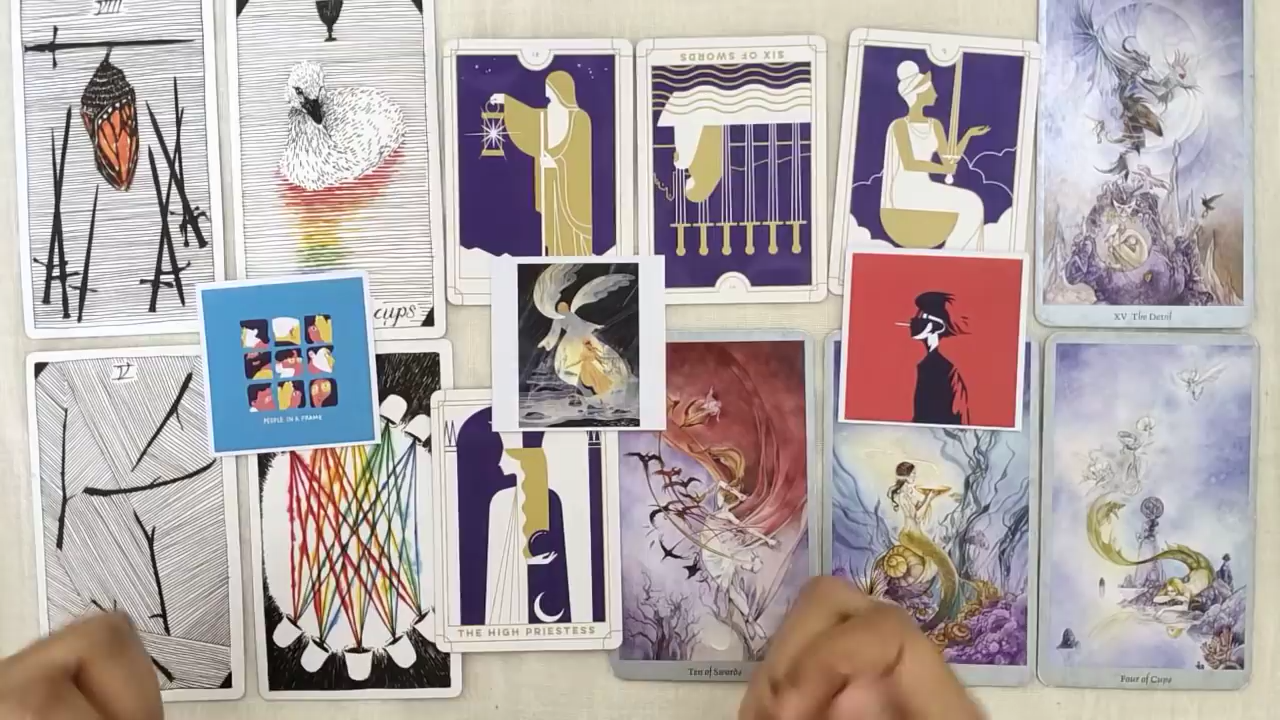 VIII
SIX OF SWORDS
cups
XV The Devil
V
PEOPLE IN A FRAME
THE HIGH PRIESTESS
Ten of Swords
Four of Cups